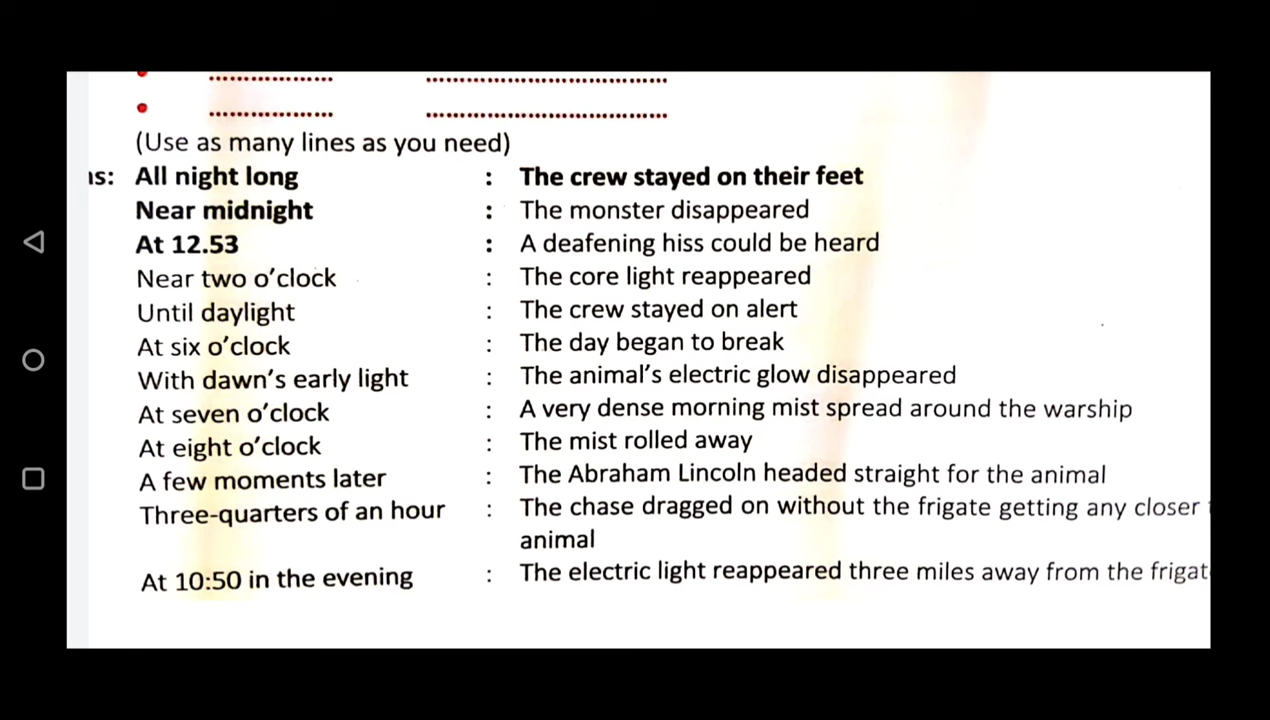 • .................. ...................................
• .................. ...................................
(Use as many lines as you need)
ns: All night long : The crew stayed on their feet
Near midnight : The monster disappeared
At 12.53 : A deafening hiss could be heard
Near two o’clock : The core light reappeared
Until daylight : The crew stayed on alert
At six o’clock : The day began to break
With dawn’s early light : The animal’s electric glow disappeared
At seven o’clock : A very dense morning mist spread around the warship
At eight o’clock : The mist rolled away
A few moments later : The Abraham Lincoln headed straight for the animal
Three-quarters of an hour : The chase dragged on without the frigate getting any closer
animal
At 10:50 in the evening : The electric light reappeared three miles away from the frigat